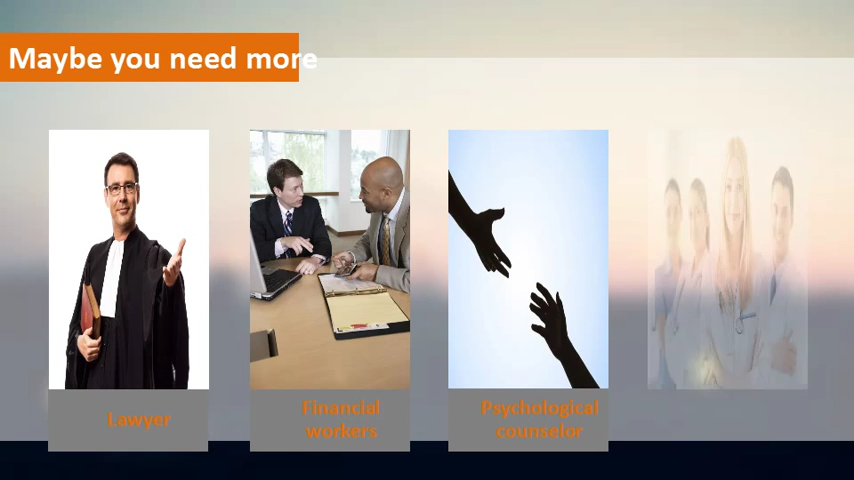 Maybe you need more
Lawyer
Financial
workers
Psychological
counselor